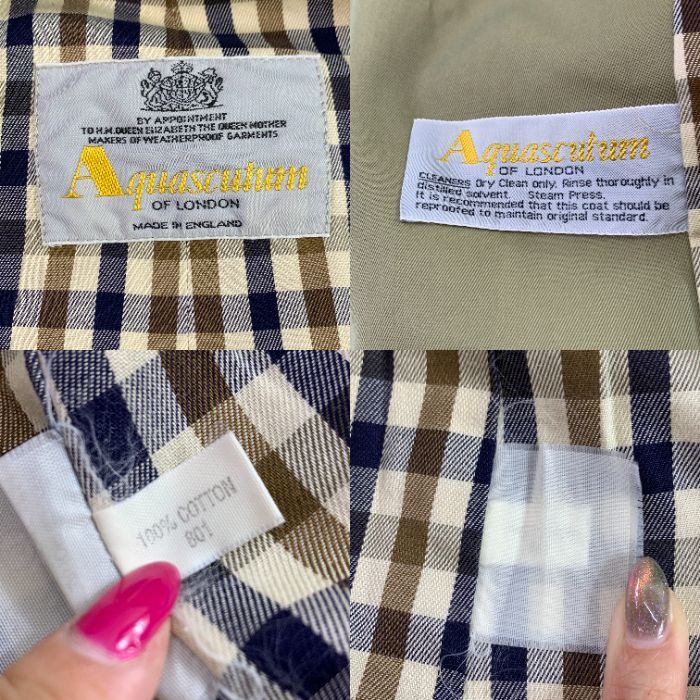 BY APPOINTMENT
TO H.M. QUEEN ELIZABETH THE QUEEN MOTHER
MAKERS OF WEATHERPROOF GARMENTS
Aquascutum
OF LONDON
MADE IN ENGLAND
Aquascutum
OF LONDON
CLEANERS Dry Clean only. Rinse thoroughly in
distilled solvent. Steam Press.
It is recommended that this coat should be
reproofed to maintain original standard.
100% COTTON
801